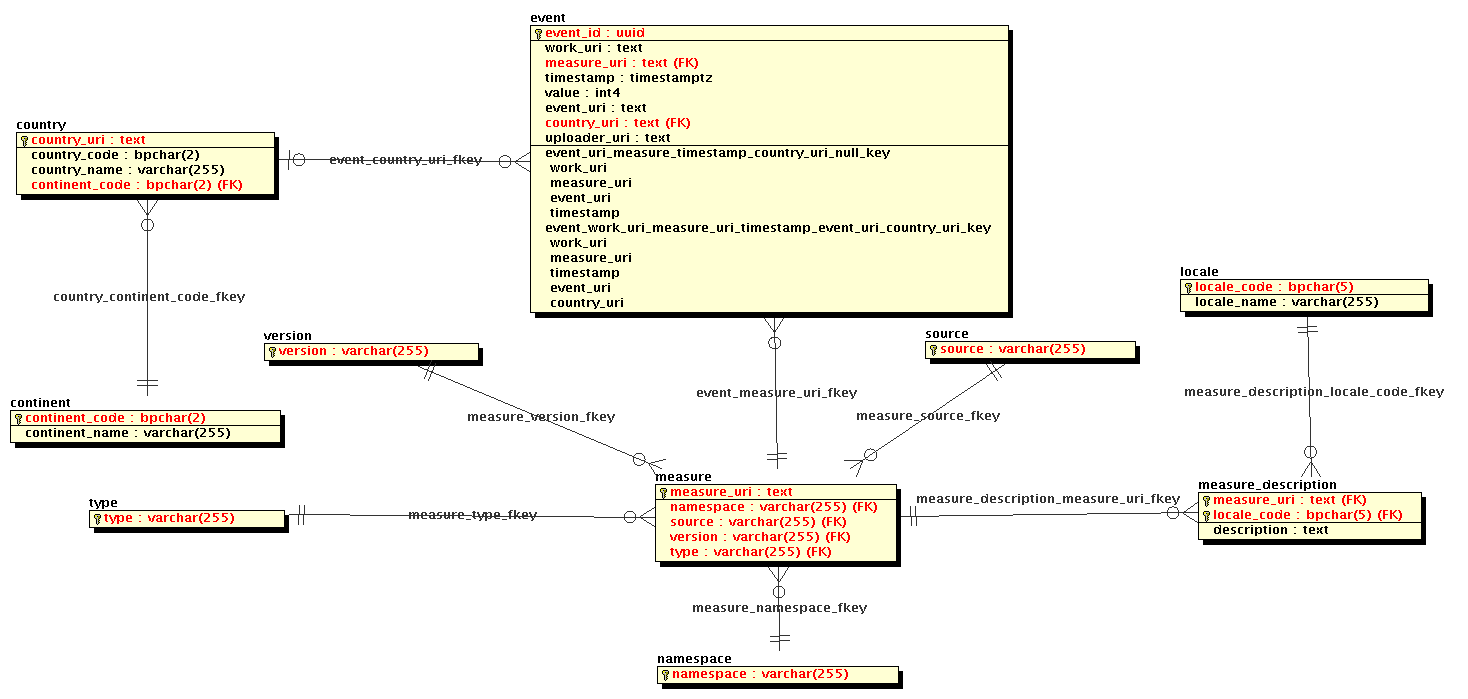 event
event_id : uuid
work_uri : text
measure_uri : text (FK)
timestamp : timestamptz
value : int4
event_uri : text
country_uri : text (FK)
uploader_uri : text
event_uri_measure_timestamp_country_uri_null_key
work_uri
measure_uri
event_uri
timestamp
event_work_uri_measure_uri_timestamp_event_uri_country_uri_key
work_uri
measure_uri
timestamp
event_uri
country_uri
country
country_uri : text
country_code : bpchar(2)
country_name : varchar(255)
continent_code : bpchar(2) (FK)
event_country_uri_fkey
country_continent_code_fkey
continent
continent_code : bpchar(2)
continent_name : varchar(255)
version
version : varchar(255)
measure_version_fkey
event_measure_uri_fkey
source
source : varchar(255)
measure_source_fkey
locale
locale_code : bpchar(5)
locale_name : varchar(255)
measure_description_locale_code_fkey
type
type : varchar(255)
measure_type_fkey
measure
measure_uri : text
namespace : varchar(255) (FK)
source : varchar(255) (FK)
version : varchar(255) (FK)
type : varchar(255) (FK)
measure_description_measure_uri_fkey
measure_description
measure_uri : text (FK)
locale_code : bpchar(5) (FK)
description : text
measure_namespace_fkey
namespace
namespace : varchar(255)